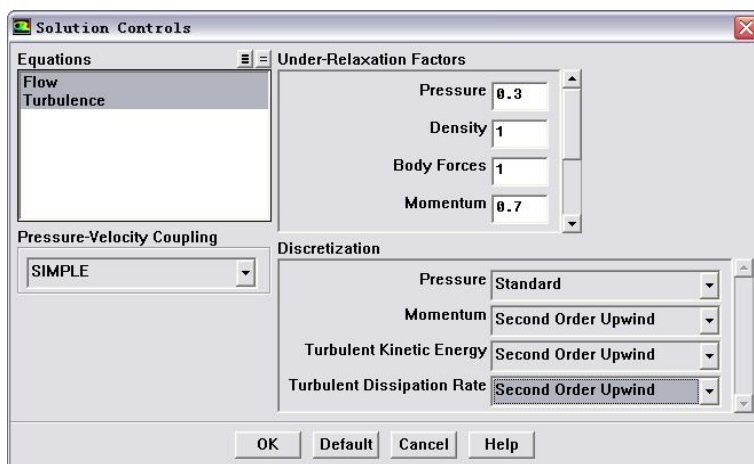 Solution Controls
Equations
Flow
Turbulence
Pressure-Velocity Coupling
SIMPLE
Under-Relaxation Factors
Pressure 0.3
Density 1
Body Forces 1
Momentum 0.7
Discretization
Pressure Standard
Momentum Second Order Upwind
Turbulent Kinetic Energy Second Order Upwind
Turbulent Dissipation Rate Second Order Upwind
OK Default Cancel Help